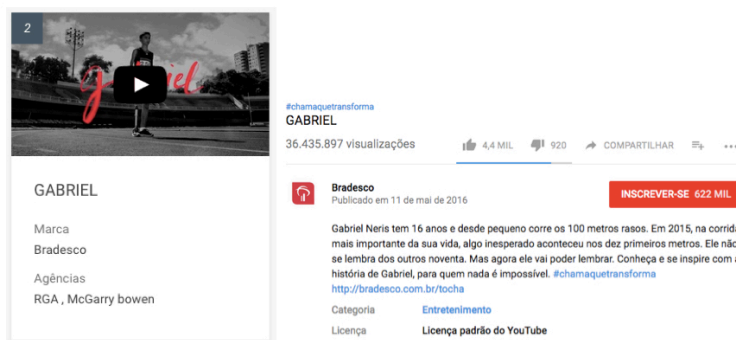 2
gabriel
GABRIEL
Marca
Bradesco
Agências
RGA , McGarry bowen
#chamaquetransforma
GABRIEL
36.435.897 visualizações
4,4 MIL
920
COMPARTILHAR
Bradesco
Publicado em 11 de mai de 2016
INSCREVER-SE 622 MIL
Gabriel Neris tem 16 anos e desde pequeno corre os 100 metros rasos. Em 2015, na corrida
mais importante da sua vida, algo inesperado aconteceu nos dez primeiros metros. Ele não
se lembra dos outros noventa. Mas agora ele vai poder lembrar. Conheça e se inspire com a
história de Gabriel, para quem nada é impossível. #chamaquetransforma
http://bradesco.com.br/tocha
Categoria
Entretenimento
Licença
Licença padrão do YouTube